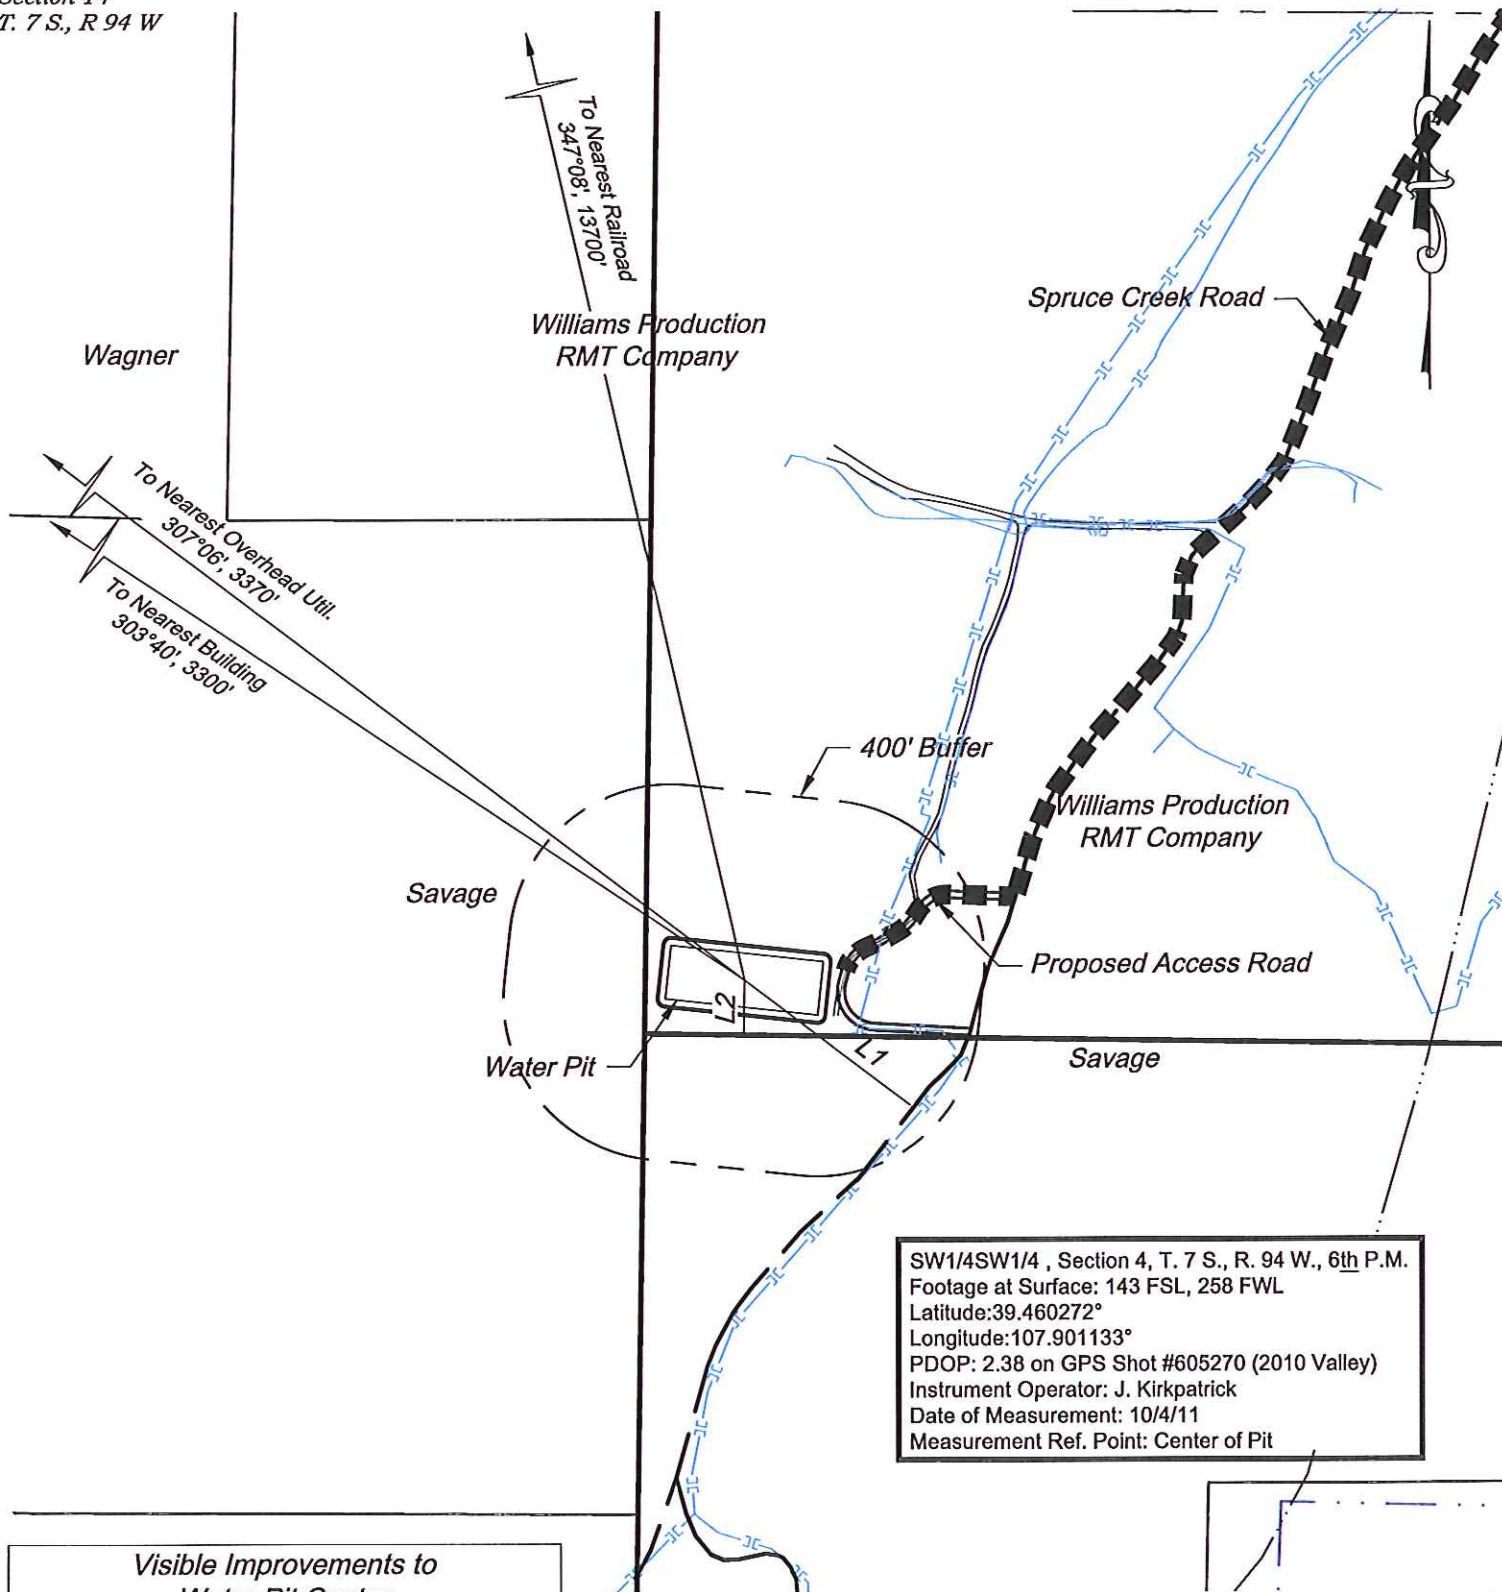 T. 7 S., R 94 W
To Nearest Railroad
347°08', 13700'
Spruce Creek Road
Williams Production
RMT Company
Wagner
To Nearest Overhead Util.
307°06', 3370'
To Nearest Building
303°40', 3300'
400' Buffer
Williams Production
RMT Company
Savage
Proposed Access Road
L2
L1
Water Pit
Savage
SW1/4SW1/4 , Section 4, T. 7 S., R. 94 W., 6th P.M.
Footage at Surface: 143 FSL, 258 FWL
Latitude:39.460272°
Longitude:107.901133°
PDOP: 2.38 on GPS Shot #605270 (2010 Valley)
Instrument Operator: J. Kirkpatrick
Date of Measurement: 10/4/11
Measurement Ref. Point: Center of Pit
Visible Improvements to
Water Pit Center